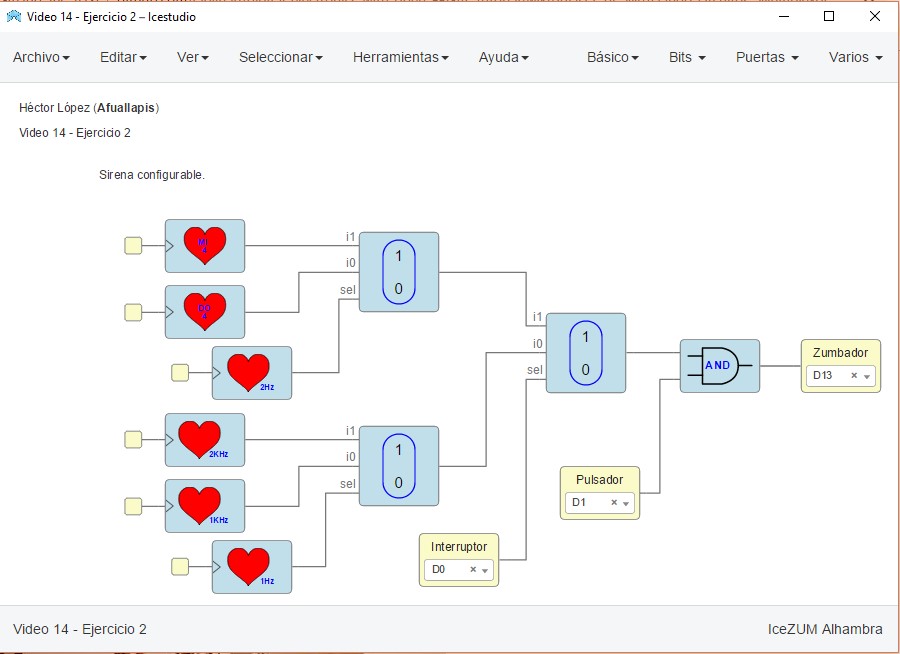 Video 14 - Ejercicio 2 – Icestudio
Archivo Editar Ver Seleccionar Herramientas Ayuda Básico Bits Puertas Varios
Héctor López (Afuallapis)
Video 14 - Ejercicio 2
Sirena configurable.
MI
4
i1
i0
sel
1
0
DO
4
2Hz
i1
i0
sel
1
0
AND
Zumbador
D13
2KHz
i1
i0
sel
1
0
1KHz
Pulsador
D1
1Hz
Interruptor
D0
Video 14 - Ejercicio 2
IceZUM Alhambra